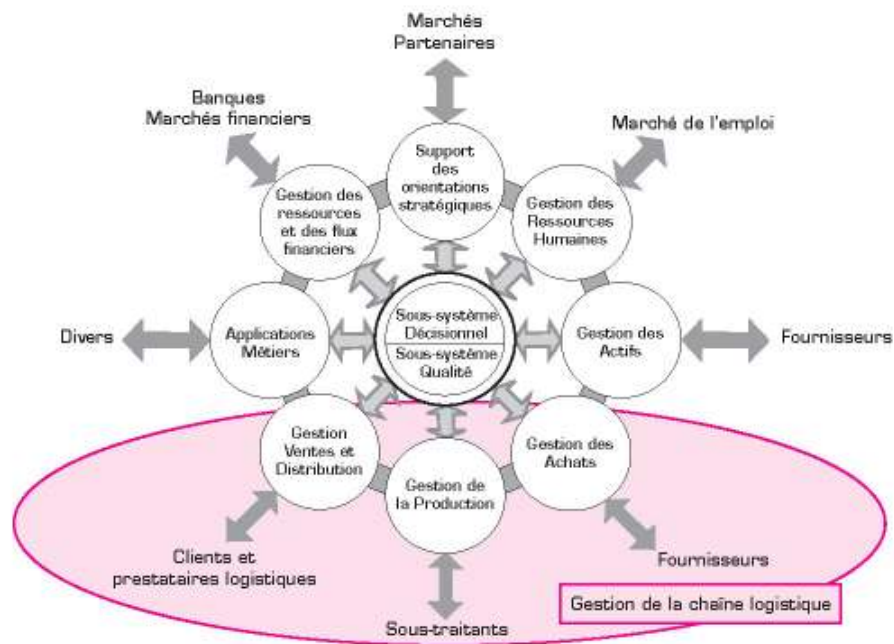 Marchés
Partenaires
Banques
Marchés financiers
Marché de l'emploi
Support
des
orientations
stratégiques
Gestion des
ressources
et des flux
financiers
Gestion des
Ressources
Humaines
Divers
Applications
Métiers
Sous-système
Décisionnel
Sous-système
Qualité
Gestion des
Actifs
Fournisseurs
Gestion
Ventes et
Distribution
Gestion de
la Production
Gestion des
Achats
Clients et
prestataires logistiques
Sous-traitants
Fournisseurs
Gestion de la chaîne logistique